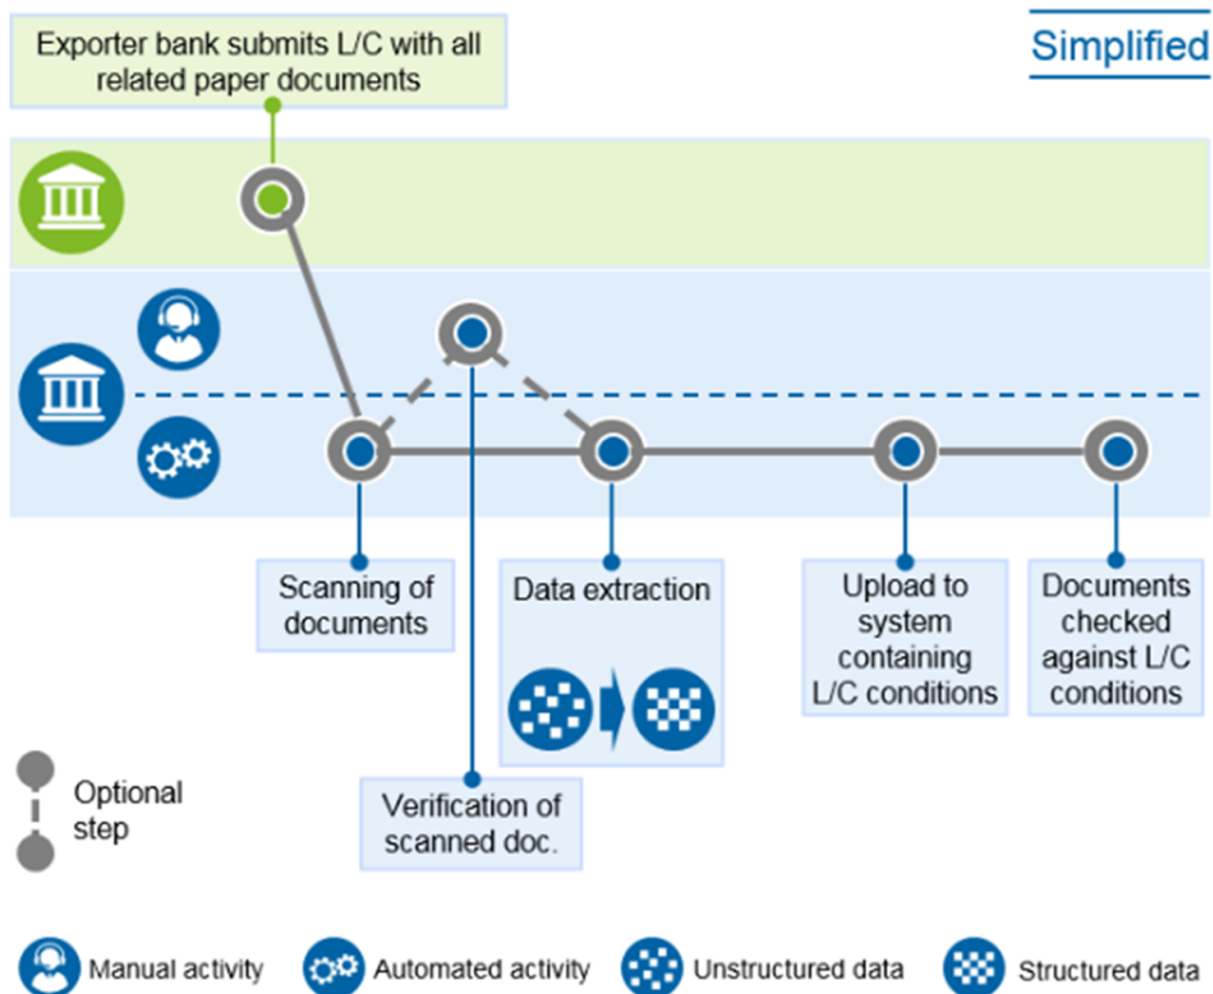 Exporter bank submits L/C with all
related paper documents
Simplified
Scanning of
documents
Data extraction
Upload to
system
containing
L/C conditions
Documents
checked
against L/C
conditions
Verification of
scanned doc.
Optional
step
Manual activity
Automated activity
Unstructured data
Structured data